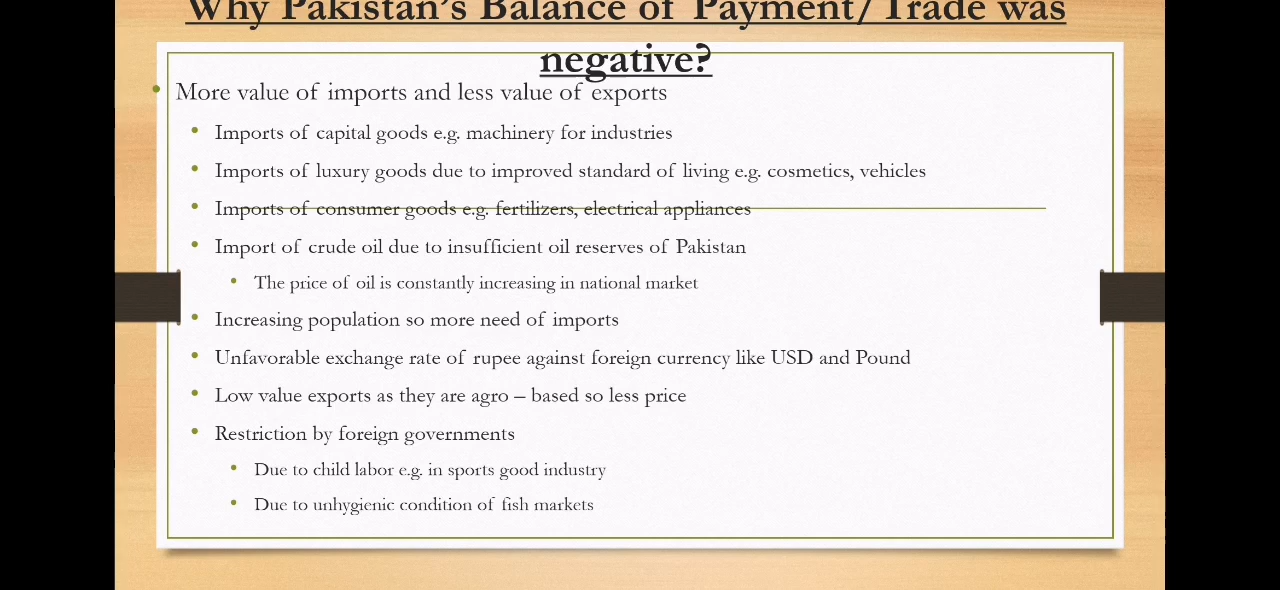 Why Pakistan's Balance of Payment/Trade was
negative?
• More value of imports and less value of exports
• Imports of capital goods e.g. machinery for industries
• Imports of luxury goods due to improved standard of living e.g. cosmetics, vehicles
• Imports of consumer goods e.g. fertilizers, electrical appliances
• Import of crude oil due to insufficient oil reserves of Pakistan
• The price of oil is constantly increasing in national market
• Increasing population so more need of imports
• Unfavorable exchange rate of rupee against foreign currency like USD and Pound
• Low value exports as they are agro – based so less price
• Restriction by foreign governments
• Due to child labor e.g. in sports good industry
• Due to unhygienic condition of fish markets